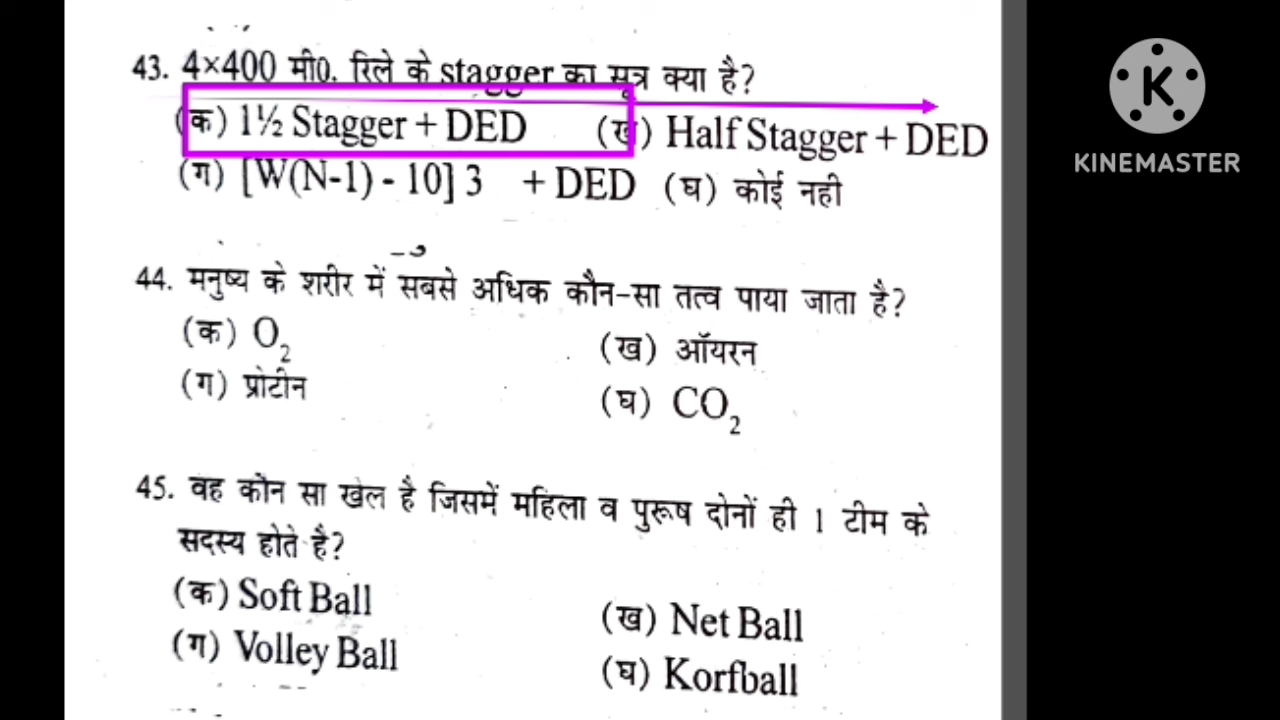 43. 4×400 मी0. रिले के stagger का सूत्र क्या है?
(क) 1½ Stagger + DED (ख) Half Stagger + DED
(ग) [W(N-1) - 10] 3 + DED (घ) कोई नही
44. मनुष्य के शरीर में सबसे अधिक कौन-सा तत्व पाया जाता है?
(क) O₂ (ख) ऑयरन
(ग) प्रोटीन (घ) CO₂
45. वह कौन सा खेल है जिसमें महिला व पुरूष दोनों ही 1 टीम के
सदस्य होते है?
(क) Soft Ball (ख) Net Ball
(ग) Volley Ball (घ) Korfball
K
KINEMASTER